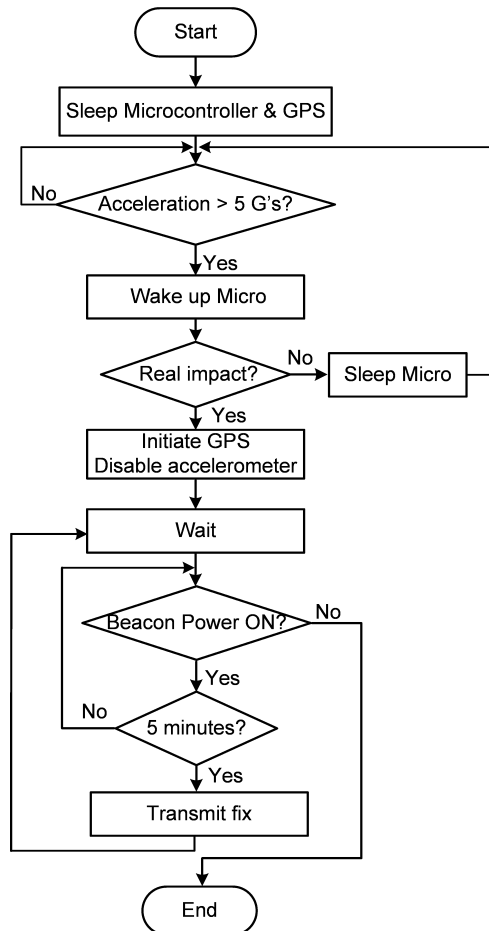 Start
Sleep Microcontroller & GPS
No
Acceleration > 5 G's?
Yes
Wake up Micro
Real impact?
No
Sleep Micro
Yes
Initiate GPS
Disable accelerometer
Wait
Beacon Power ON?
No
Yes
No
5 minutes?
Yes
Transmit fix
End